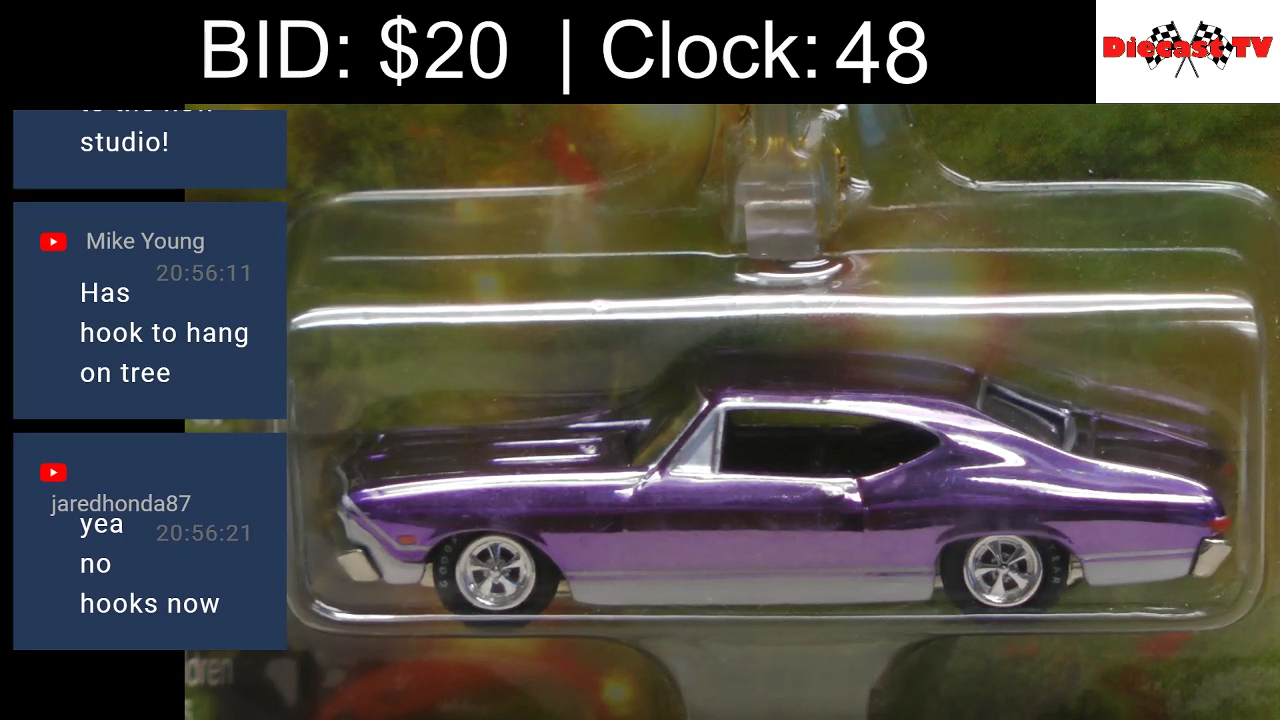 BID: $20 | Clock: 48
Diecast TV
studio!
Mike Young
20:56:11
Has
hook to hang
on tree
jaredhonda87
20:56:21
yea
no
hooks now